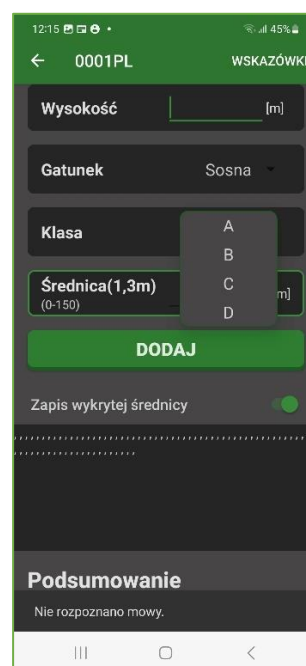 12:15 45%
0001PL WSKAZÓWKI
Wysokość [m]
Gatunek Sosna
Klasa
A
B
C
D
Średnica(1,3m) m]
(0-150)
DODAJ
Zapis wykrytej średnicy
Podsumowanie
Nie rozpoznano mowy.